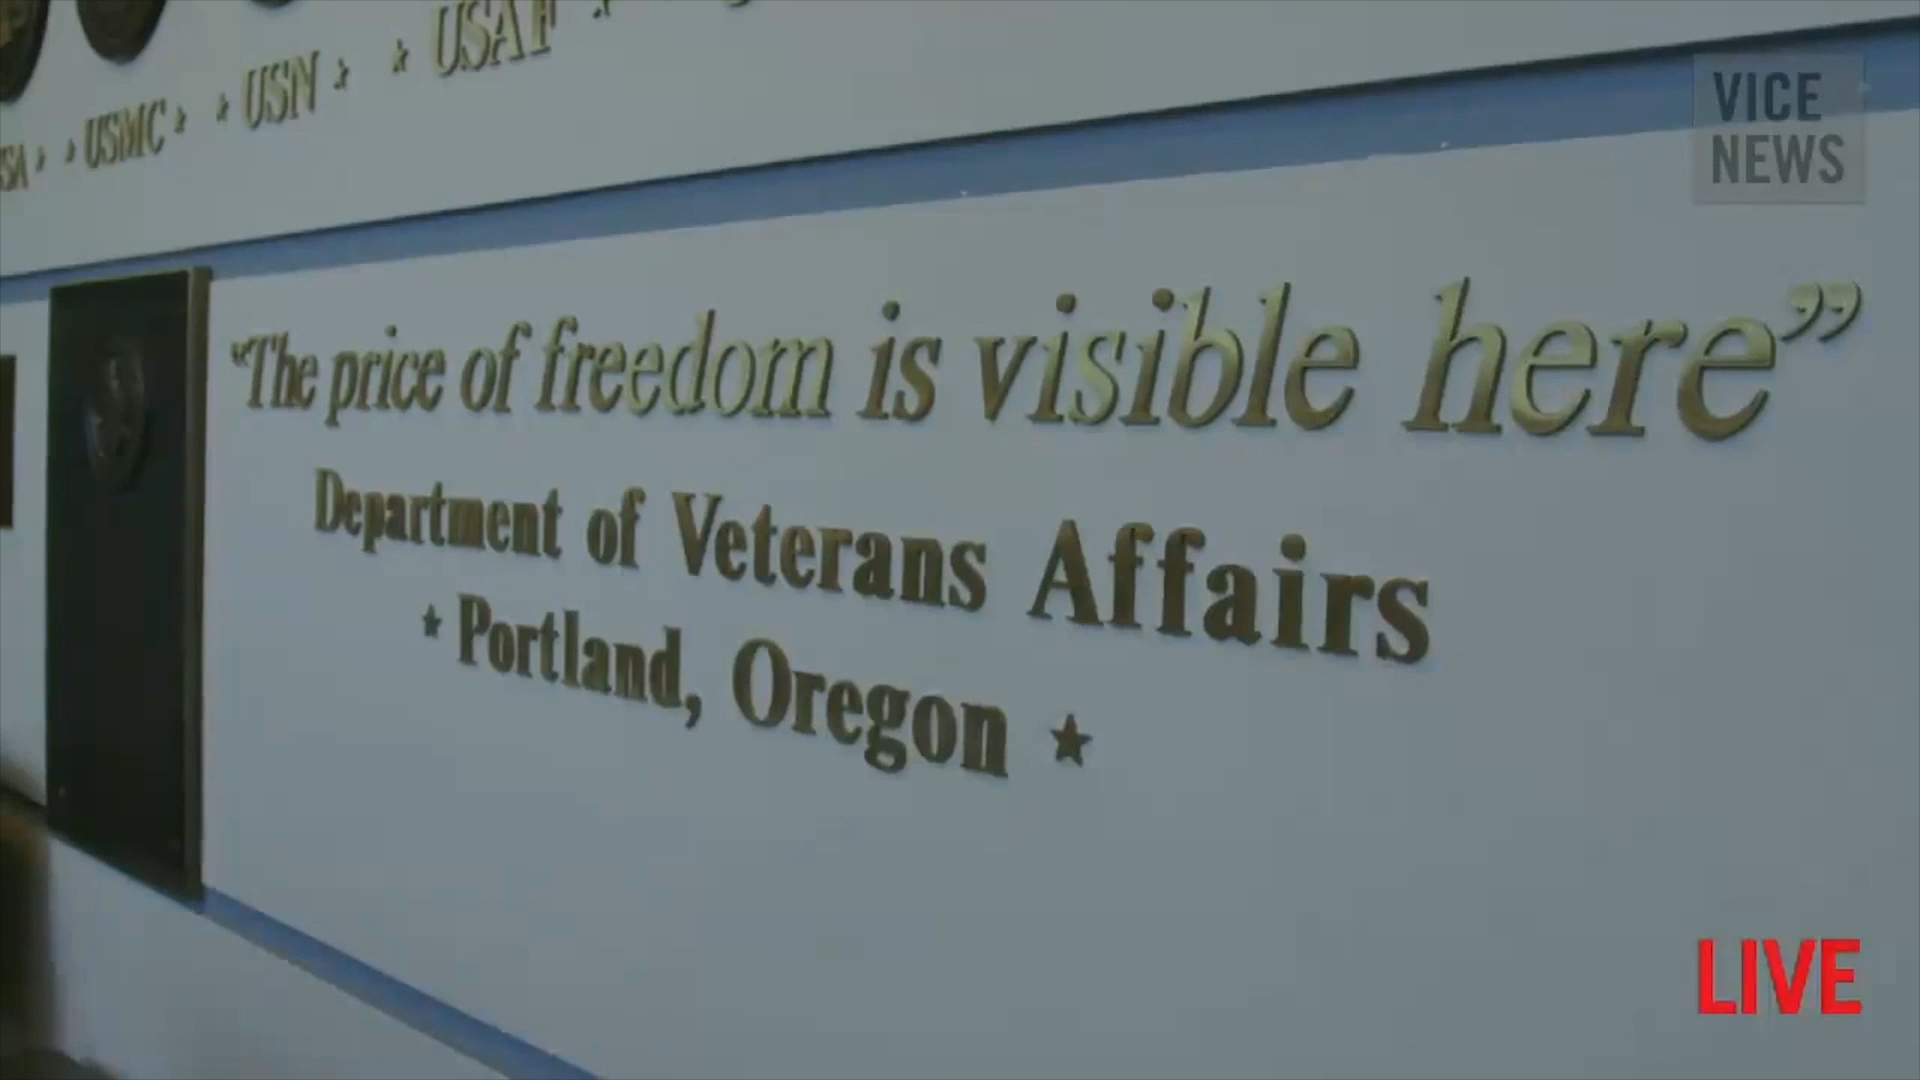 USMC * * USN * * USAF *
VICE
NEWS
"The price of freedom is visible here"
Department of Veterans Affairs
* Portland, Oregon *
LIVE